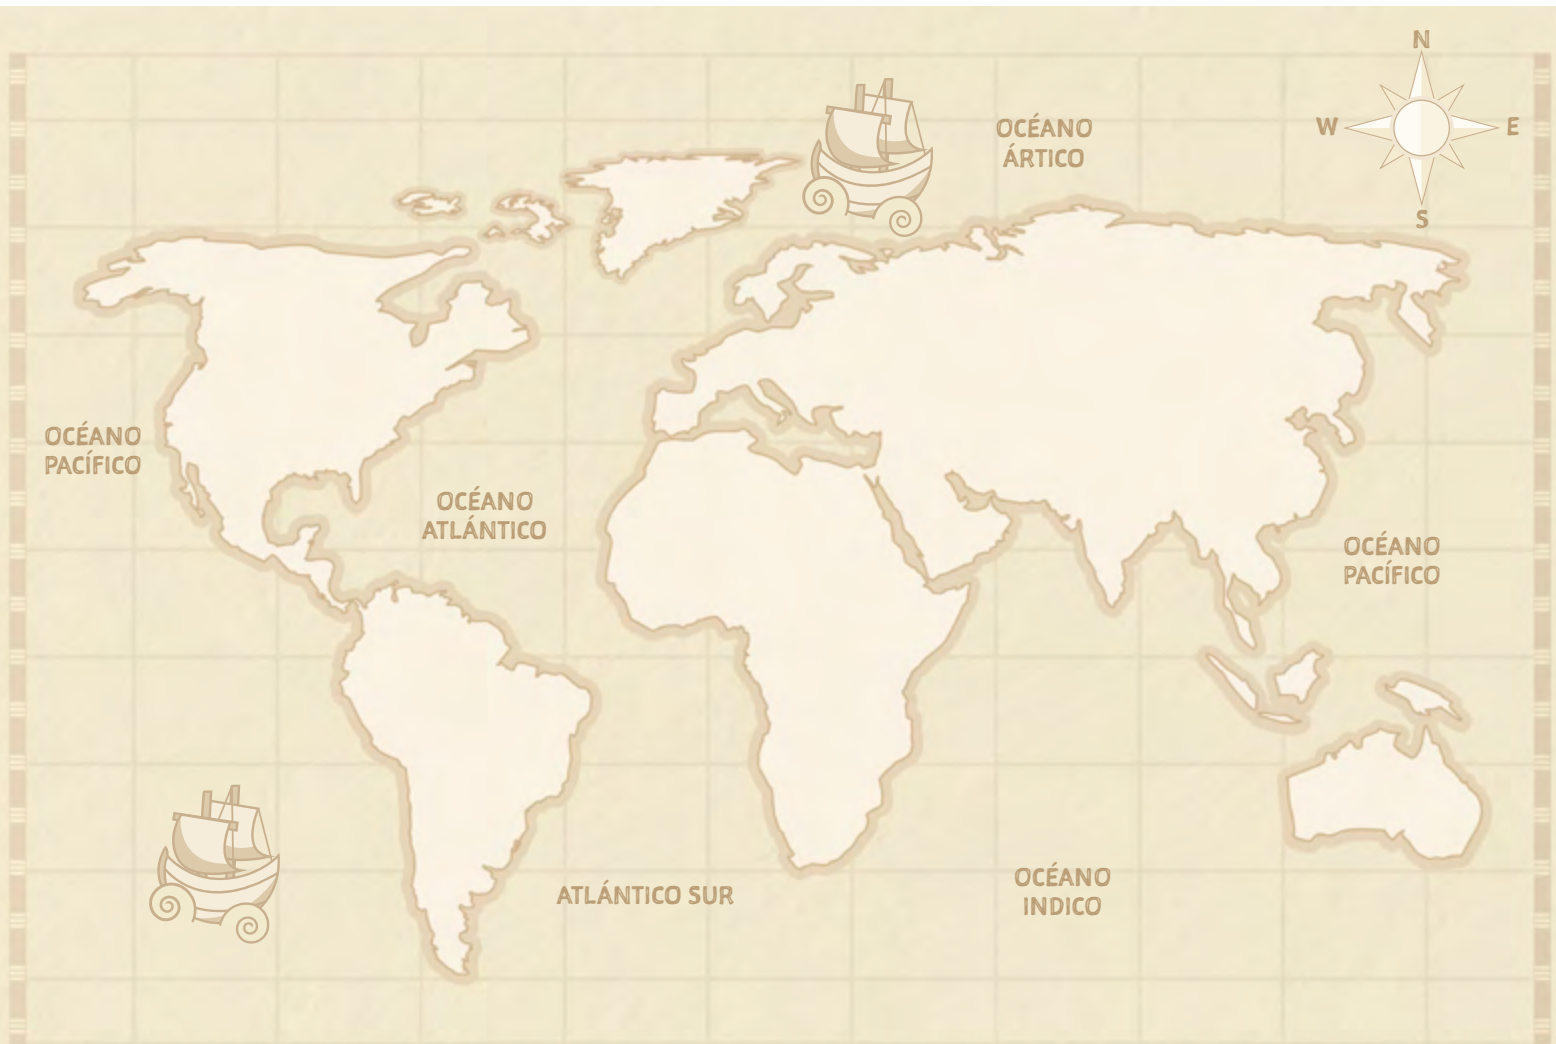 N
W
E
S
OCÉANO
ÁRTICO
OCÉANO
PACÍFICO
OCÉANO
ATLÁNTICO
OCÉANO
PACÍFICO
ATLÁNTICO SUR
OCÉANO
INDICO